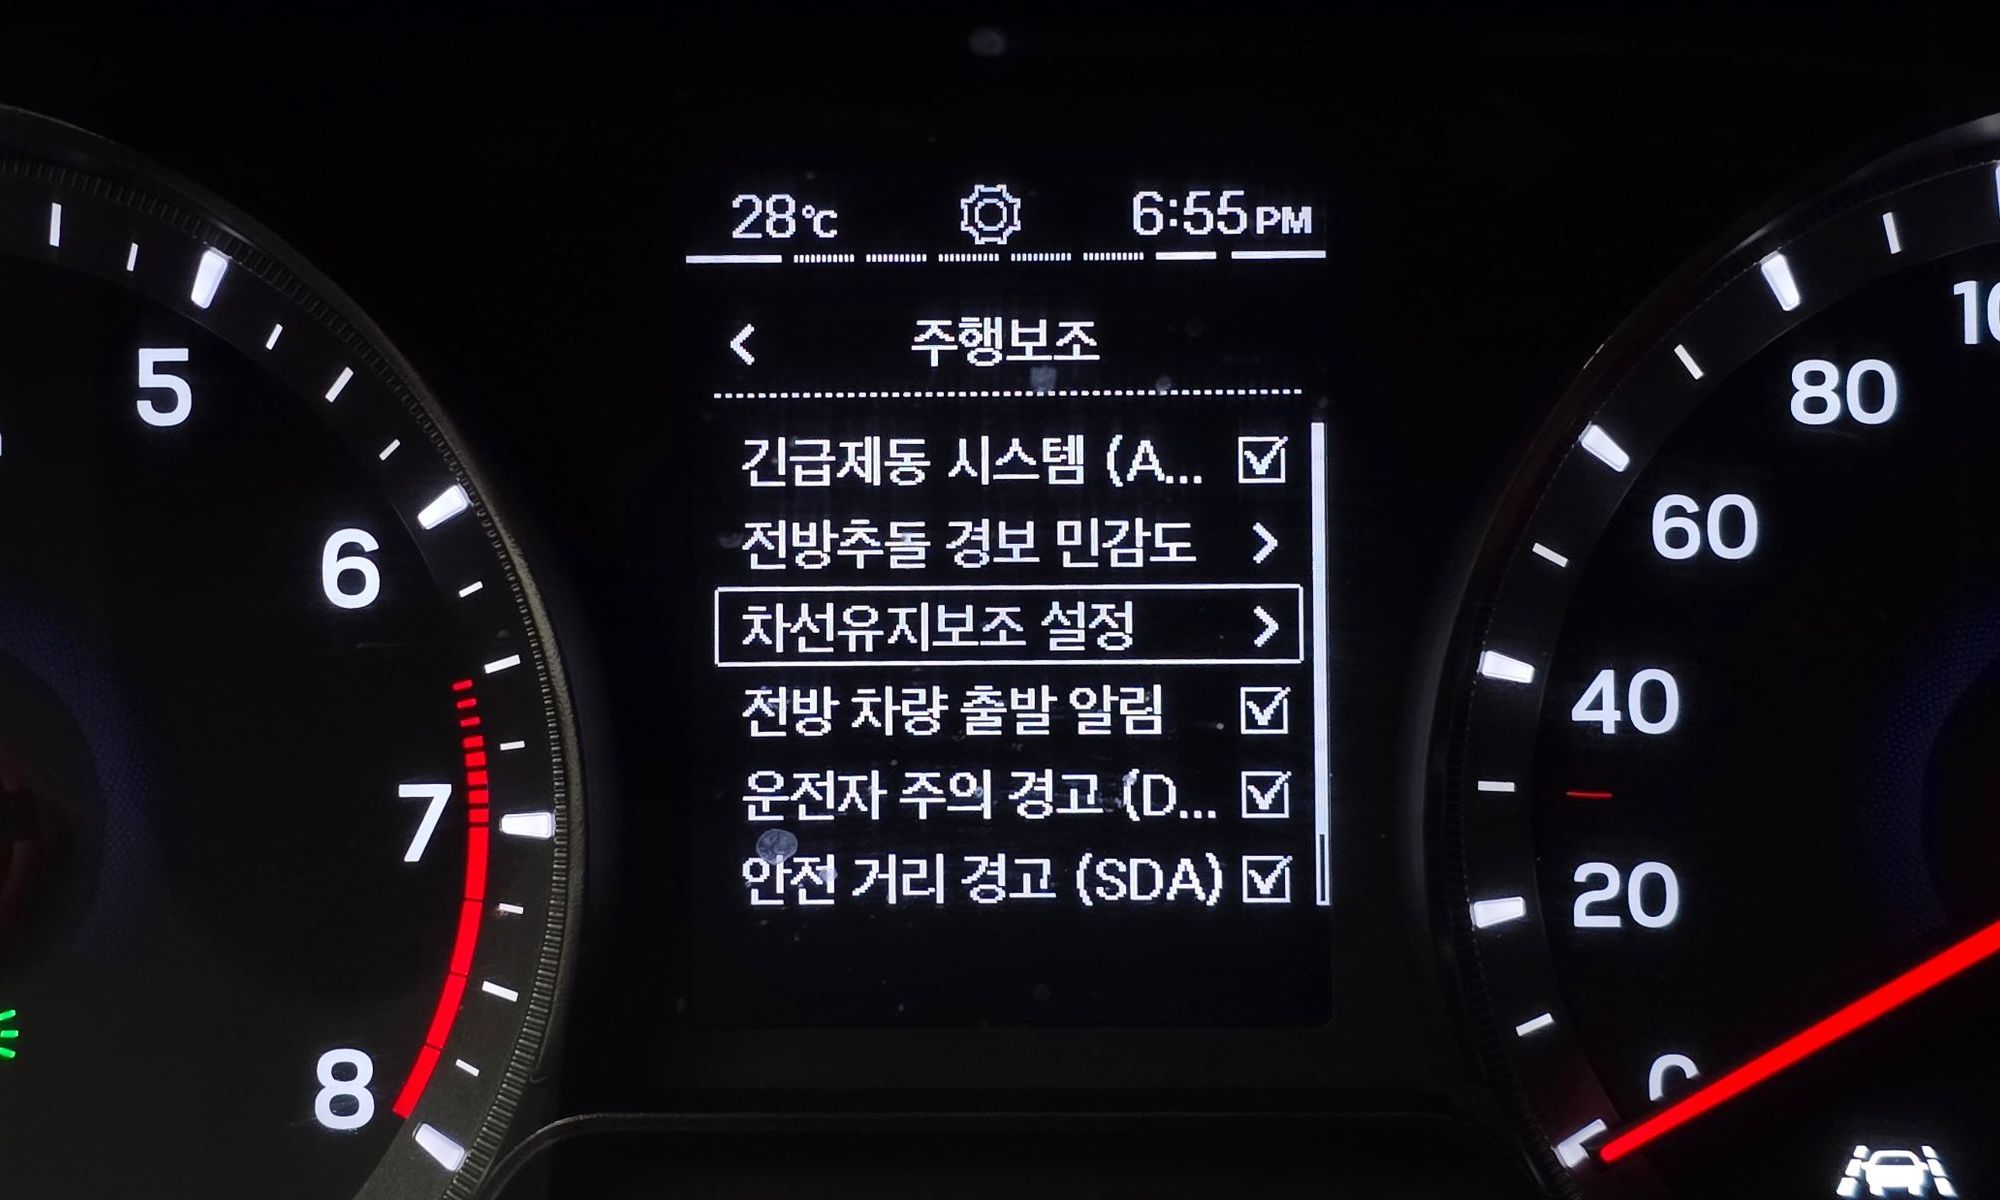 28℃ 6:55 PM
주행보조
긴급제동 시스템 (A...
전방추돌 경보 민감도
차선유지보조 설정
전방 차량 출발 알림
운전자 주의 경고 (D...
안전 거리 경고 (SDA)
5
6
7
8
80
60
40
20
0